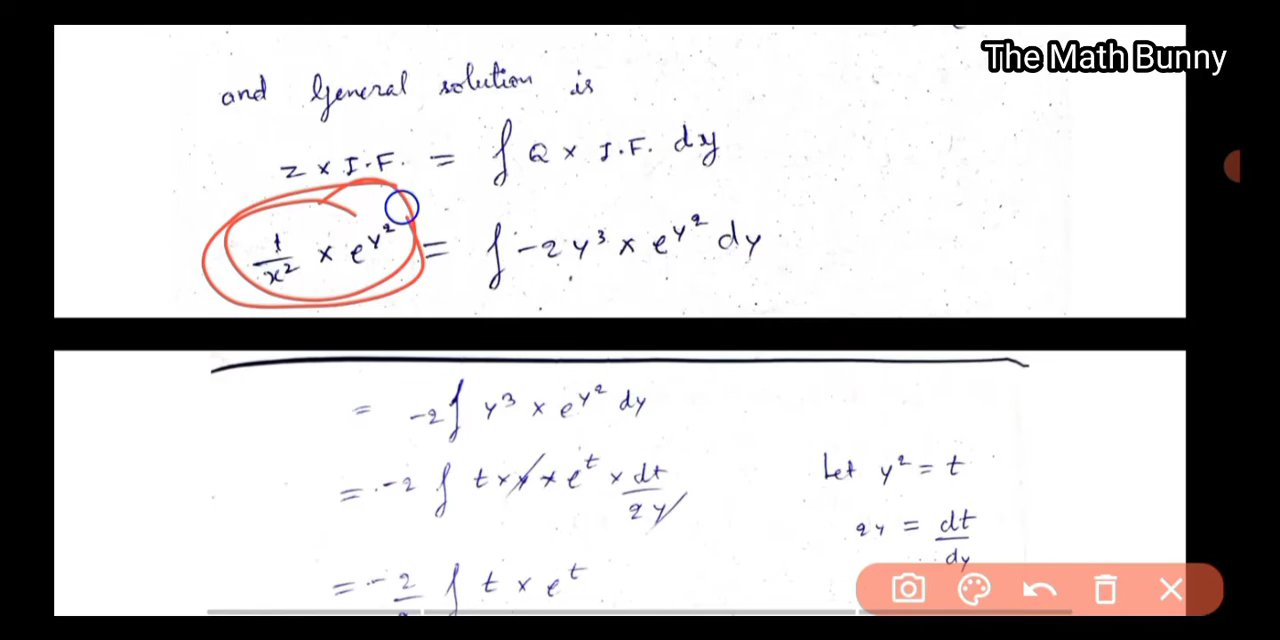 The Math Bunny
and General solution is
z × I.F. = ∫ Q × I.F. dy
1/x² × e^y² = ∫ -2y³ × e^y² dy
= -2 ∫ y³ × e^y² dy
= -2 ∫ t × y × e^t × dt/2y
Let y² = t
2y = dt/dy
= -2/ ∫ t × e^t